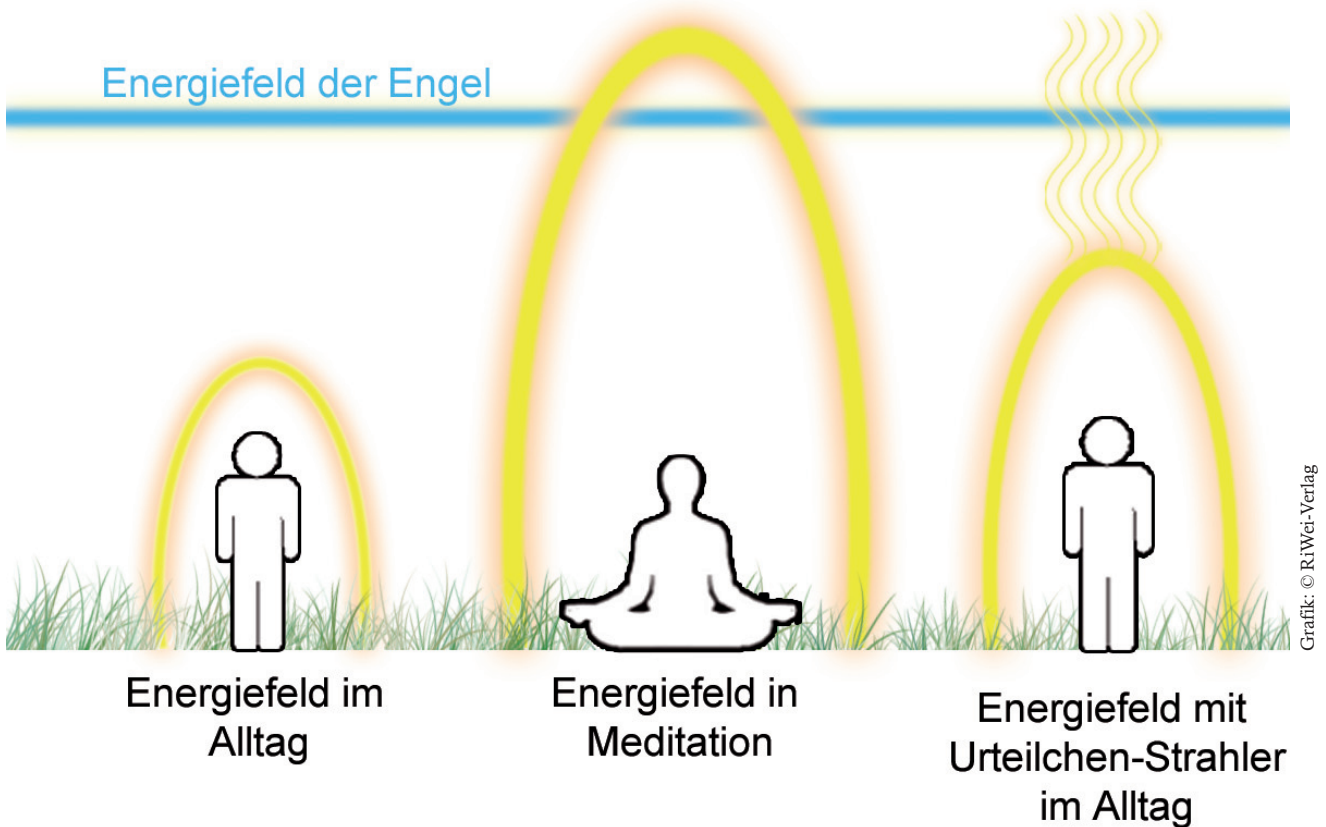 Energiefeld der Engel
Energiefeld im
Alltag
Energiefeld in
Meditation
Energiefeld mit
Urteilchen-Strahler
im Alltag
Grafik: © RiWei-Verlag